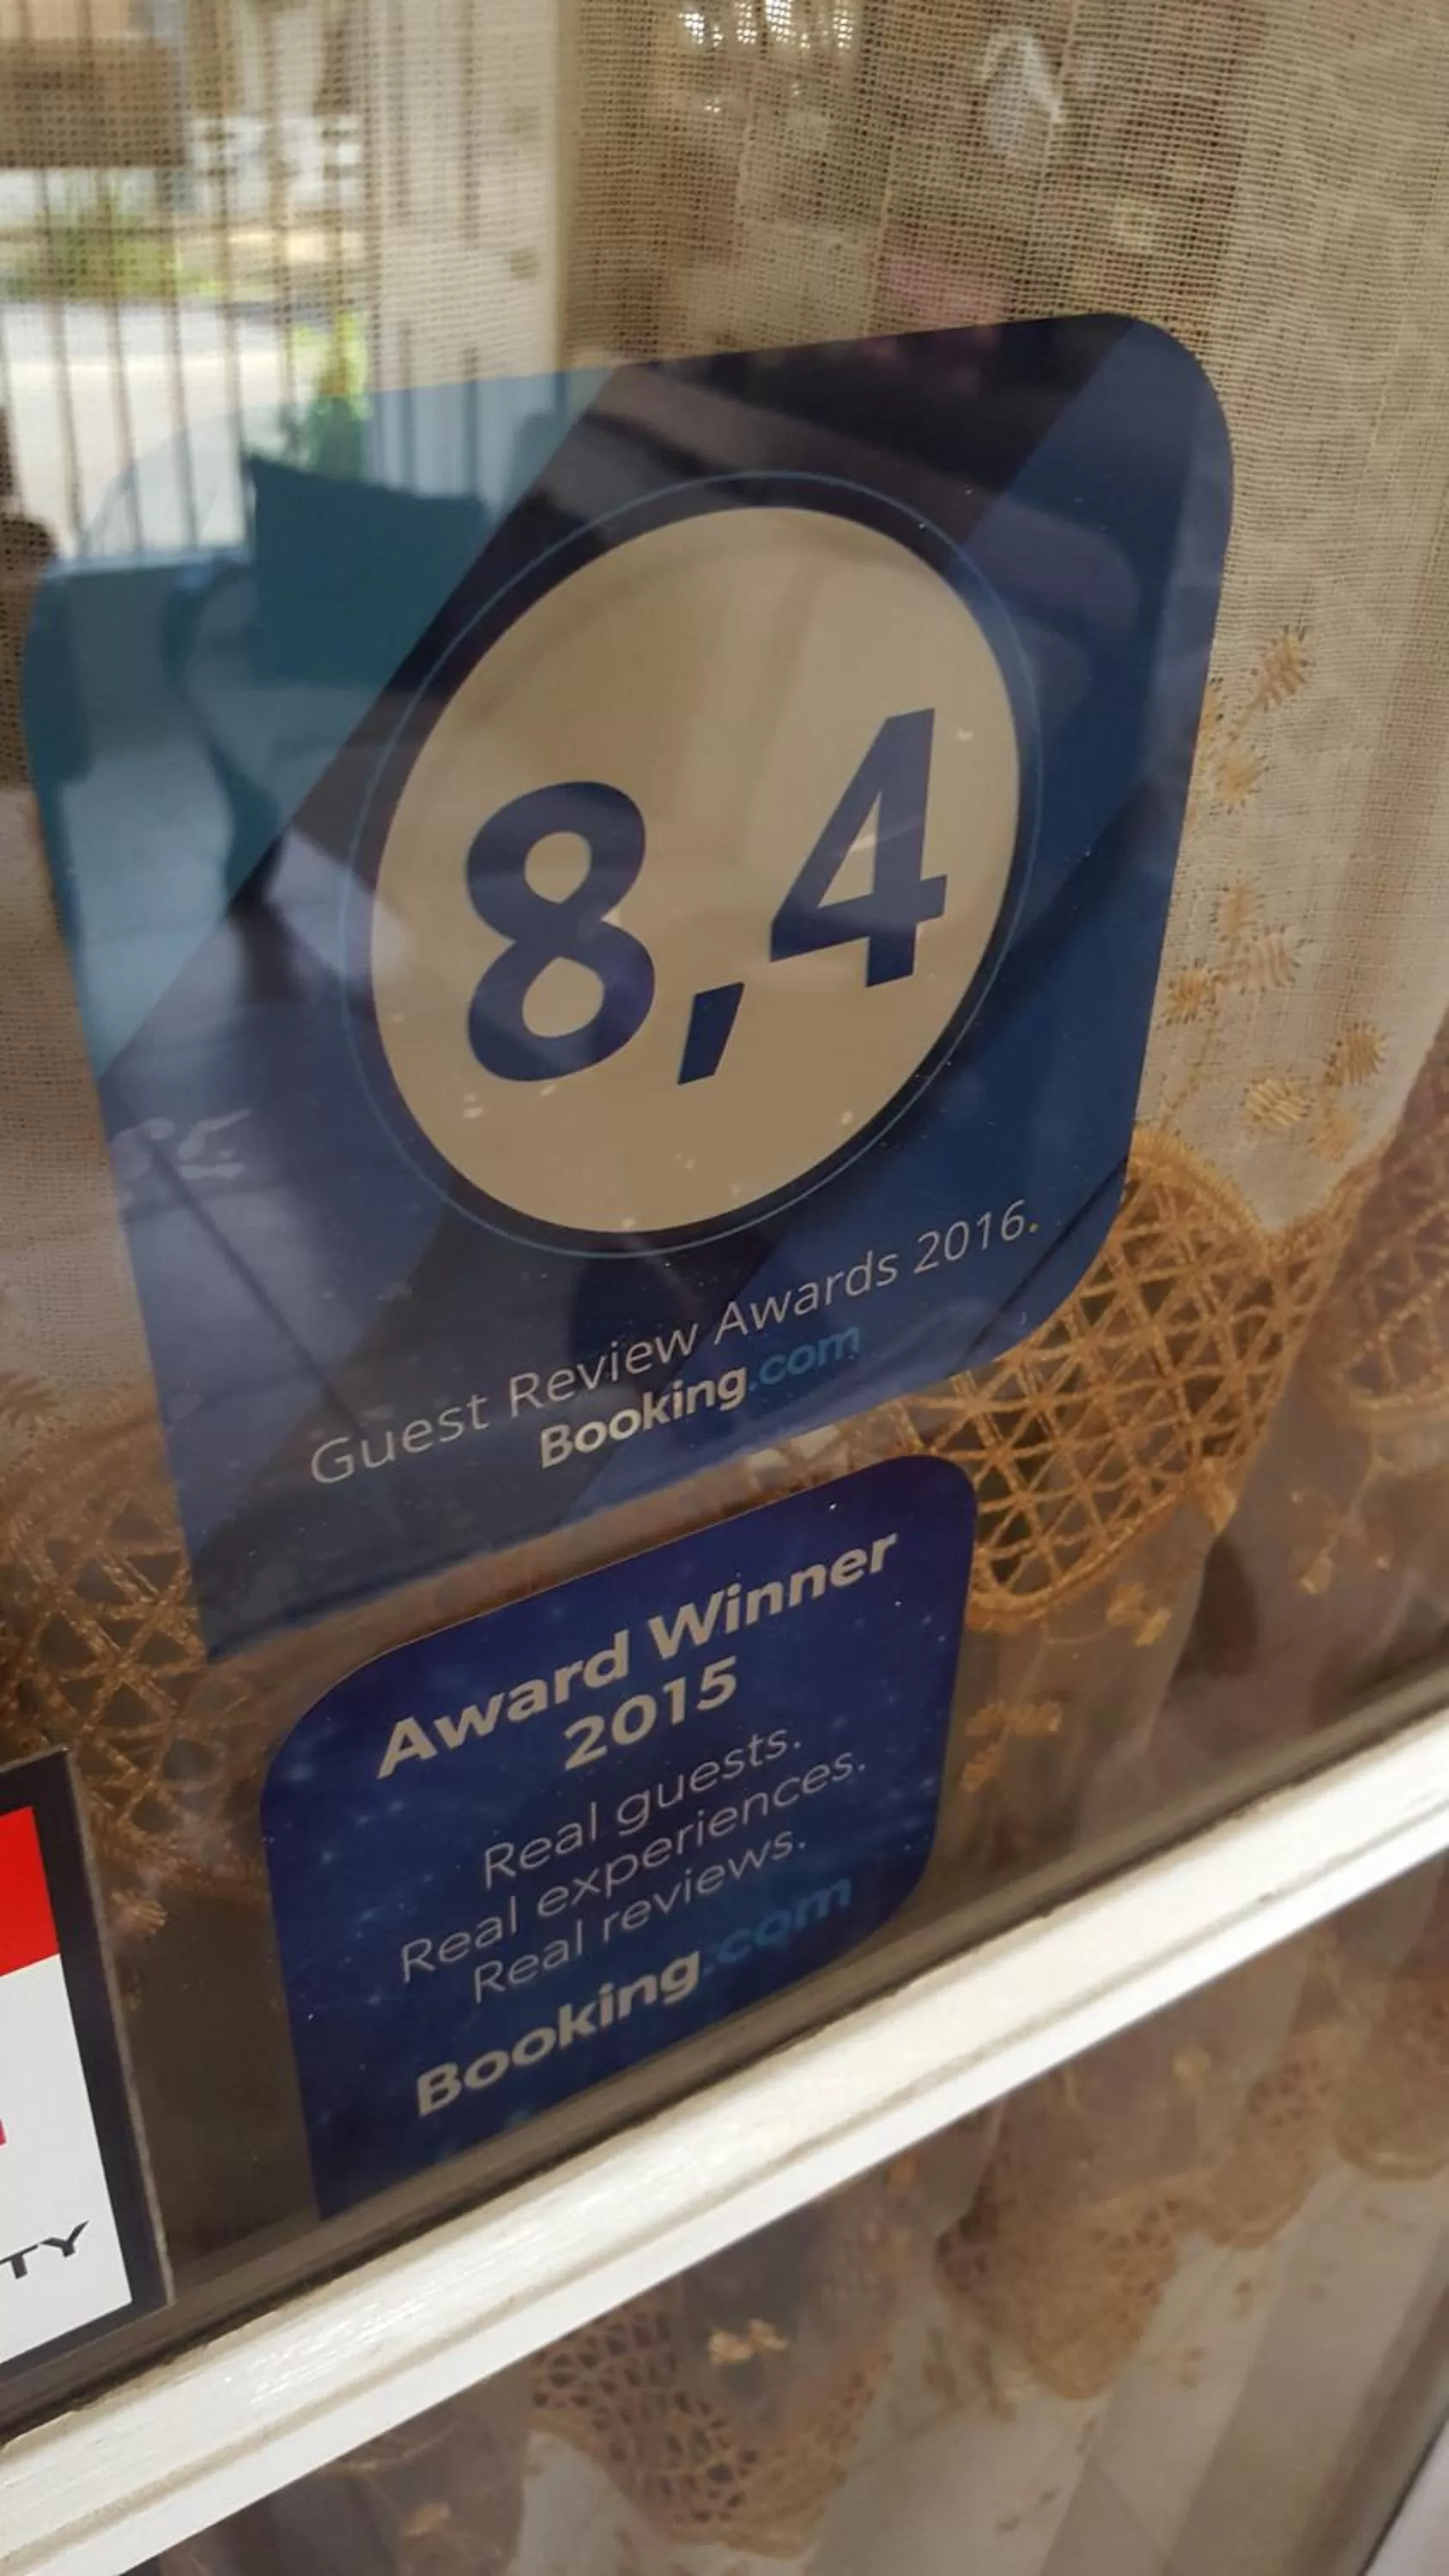 8,4
Guest Review Awards 2016.
Booking.com
Award Winner
2015
Real guests.
Real experiences.
Real reviews.
Booking.com
TY